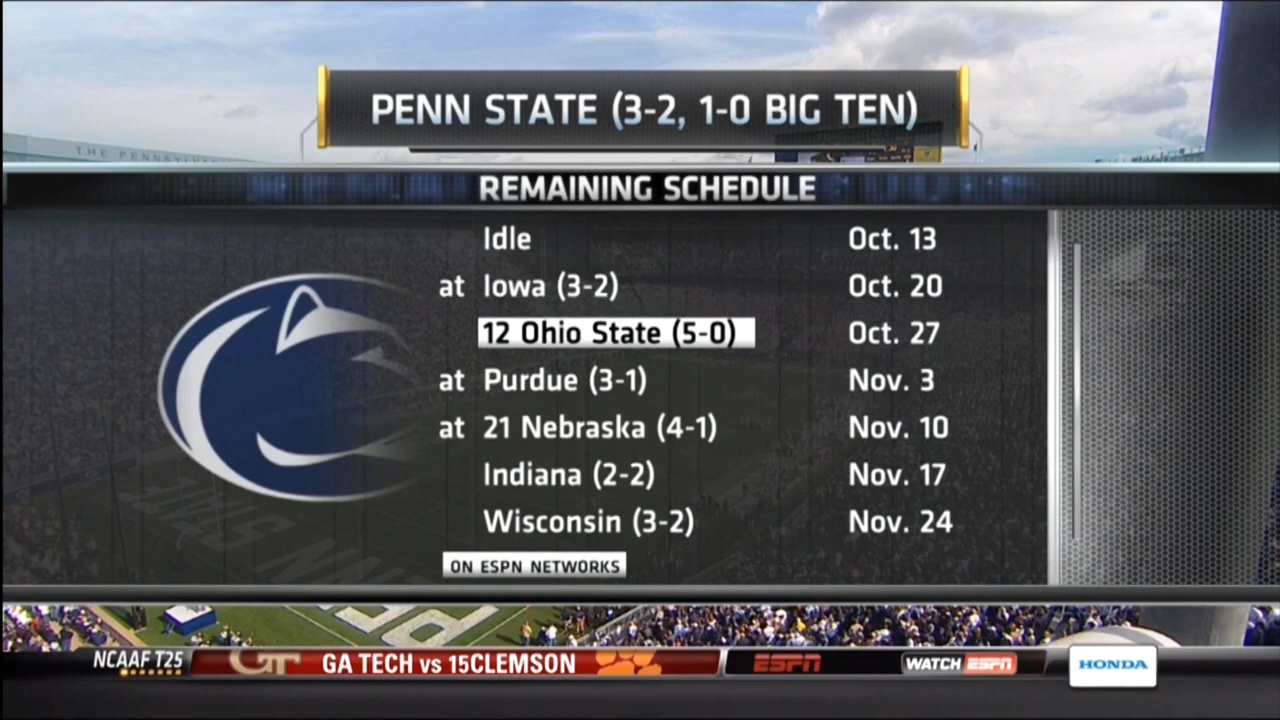 PENN STATE (3-2, 1-0 BIG TEN)
THE PENNSYLV
REMAINING SCHEDULE
Idle Oct. 13
at Iowa (3-2) Oct. 20
12 Ohio State (5-0) Oct. 27
at Purdue (3-1) Nov. 3
at 21 Nebraska (4-1) Nov. 10
Indiana (2-2) Nov. 17
Wisconsin (3-2) Nov. 24
ON ESPN NETWORKS
NCAAF T25 GT GA TECH vs 15CLEMSON ESPN WATCH ESPN HONDA